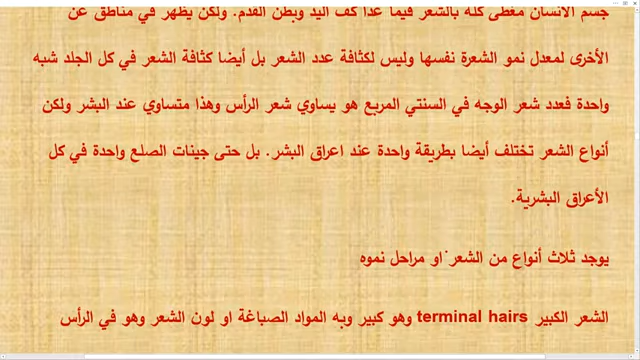 جسم الانسان مغطى كله بالشعر فيما عدا كف اليد وبطن القدم. ولكن يظهر في مناطق عن
الأخرى لمعدل نمو الشعرة نفسها وليس لكثافة عدد الشعر بل أيضا كثافة الشعر في كل الجلد شبه
واحدة فعدد شعر الوجه في السنتي المربع هو يساوي شعر الرأس وهذا متساوي عند البشر ولكن
أنواع الشعر تختلف أيضا بطريقة واحدة عند اعراق البشر. بل حتى جينات الصلع واحدة في كل
الأعراق البشرية.
يوجد ثلاث أنواع من الشعر او مراحل نموه
الشعر الكبير terminal hairs وهو كبير وبه المواد الصباغة او لون الشعر وهو في الرأس